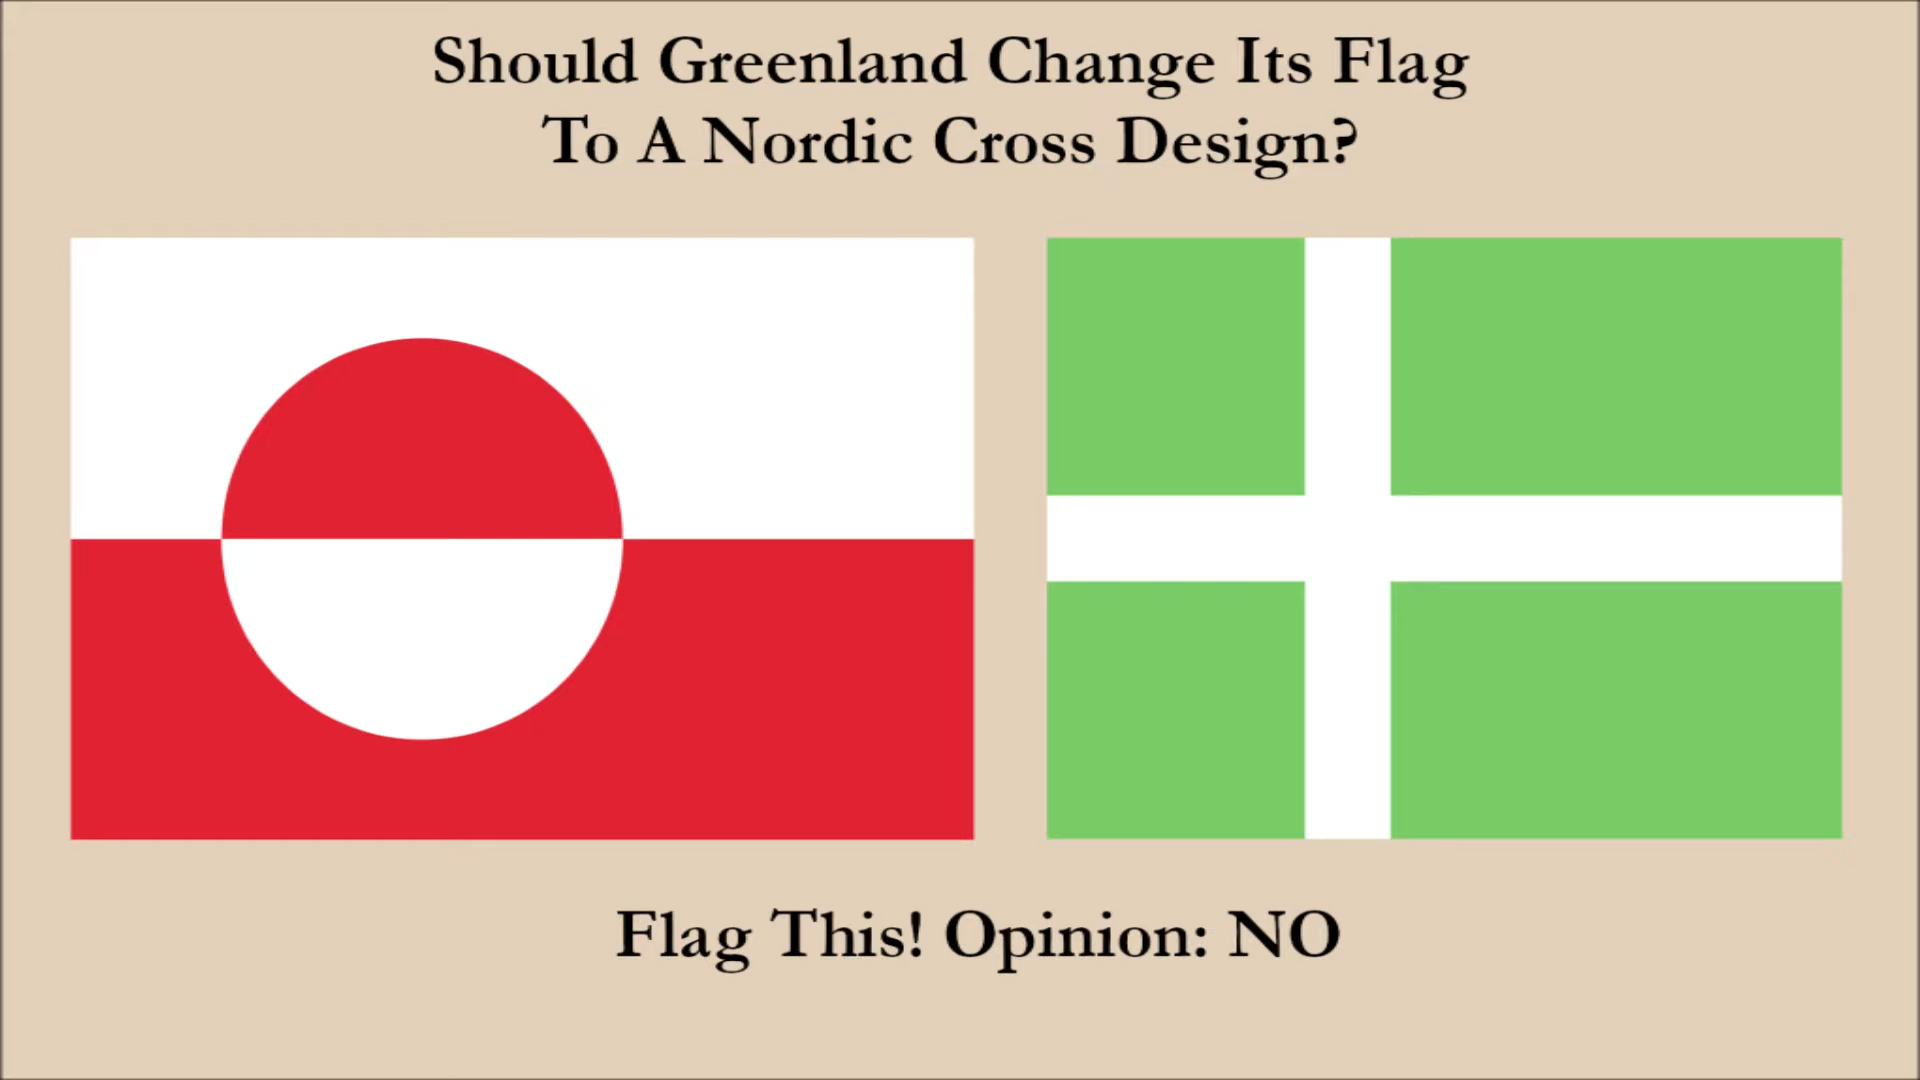 Should Greenland Change Its Flag
To A Nordic Cross Design?
Flag This! Opinion: NO